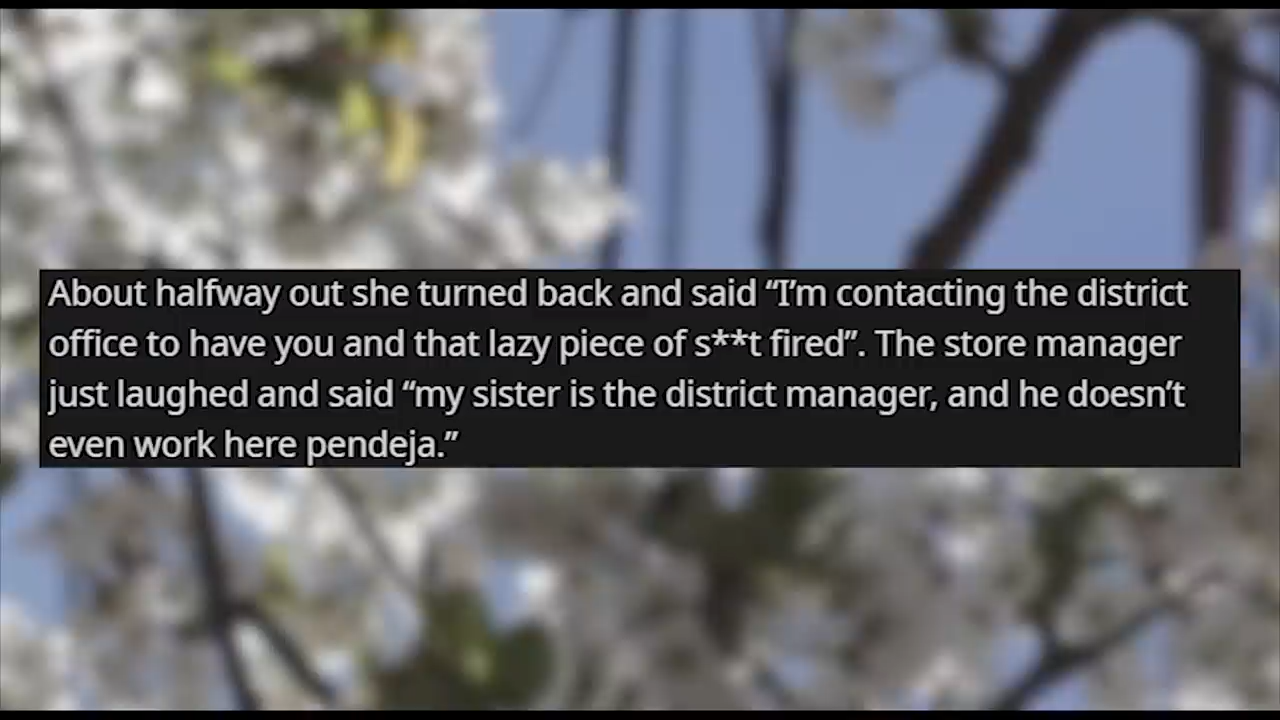 About halfway out she turned back and said “I’m contacting the district
office to have you and that lazy piece of s**t fired”. The store manager
just laughed and said “my sister is the district manager, and he doesn’t
even work here pendeja.”